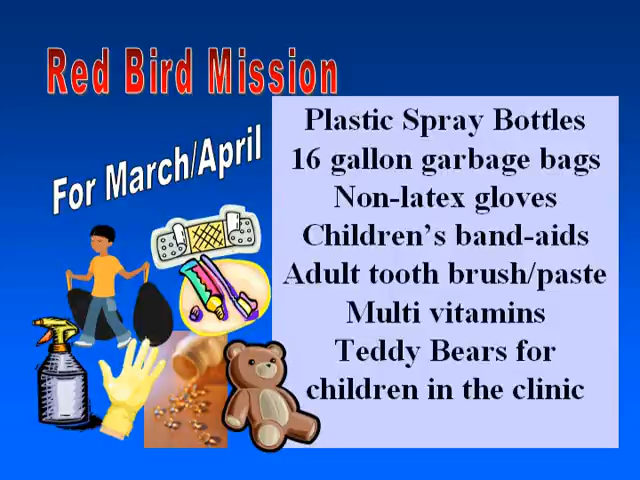 Red Bird Mission
For March/April
Plastic Spray Bottles
16 gallon garbage bags
Non-latex gloves
Children's band-aids
Adult tooth brush/paste
Multi vitamins
Teddy Bears for
children in the clinic